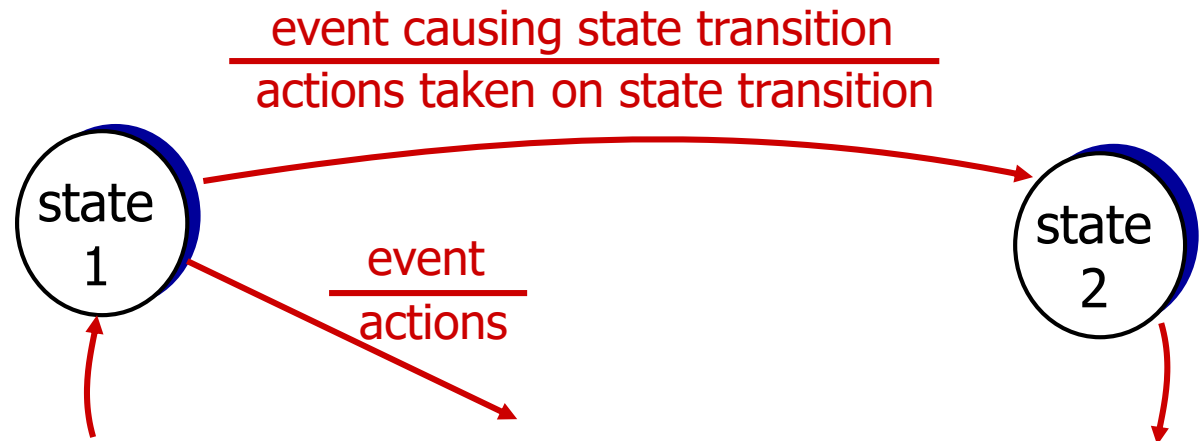 event causing state transition
actions taken on state transition
state
1
event
actions
state
2